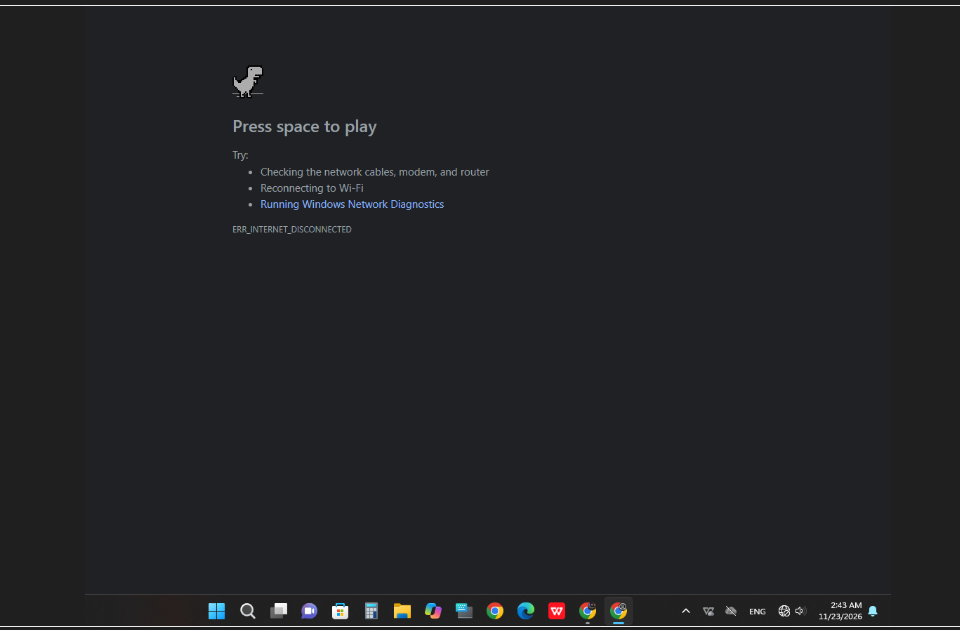 Press space to play
Try:
Checking the network cables, modem, and router
Reconnecting to Wi-Fi
Running Windows Network Diagnostics
ERR_INTERNET_DISCONNECTED
W
ENG
2:43 AM
11/23/2026